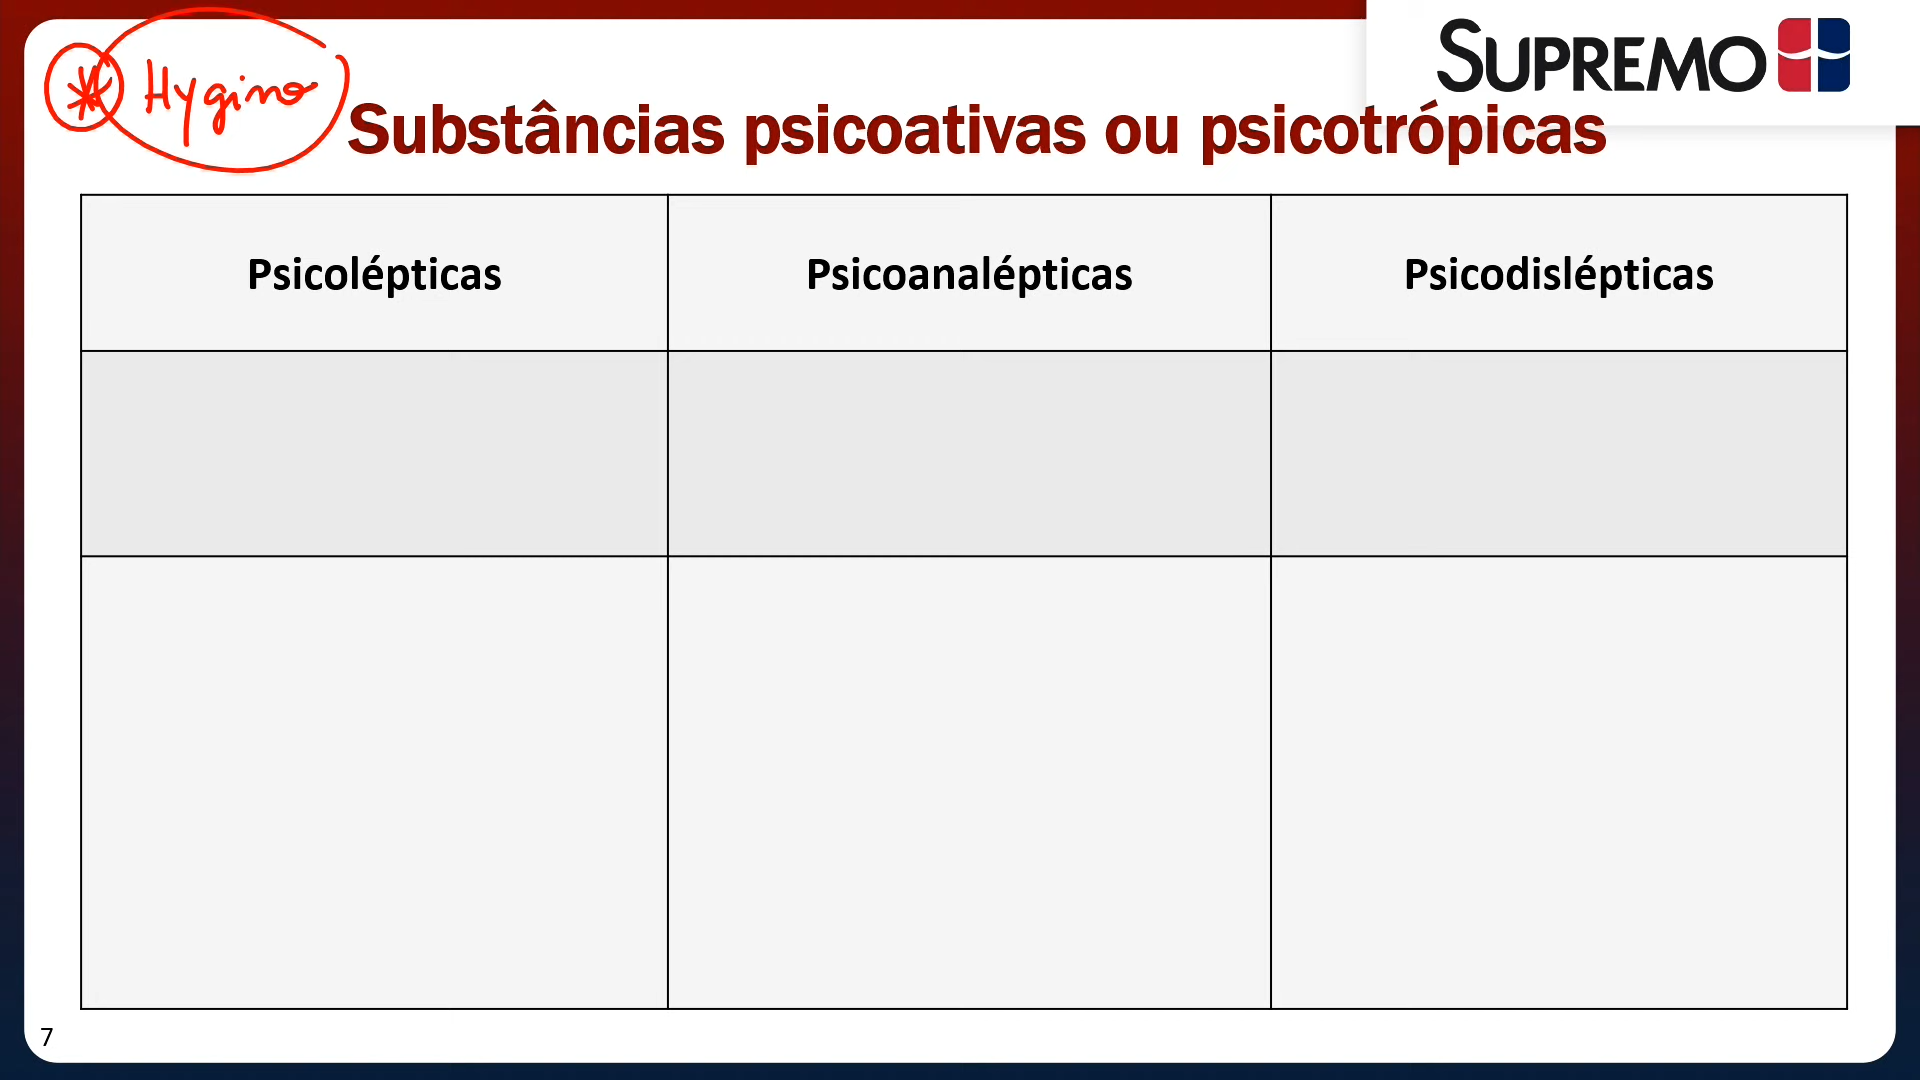 SUPREMO
* Hygino
Substâncias psicoativas ou psicotrópicas
Psicolépticas Psicoanalépticas Psicodislépticas
7